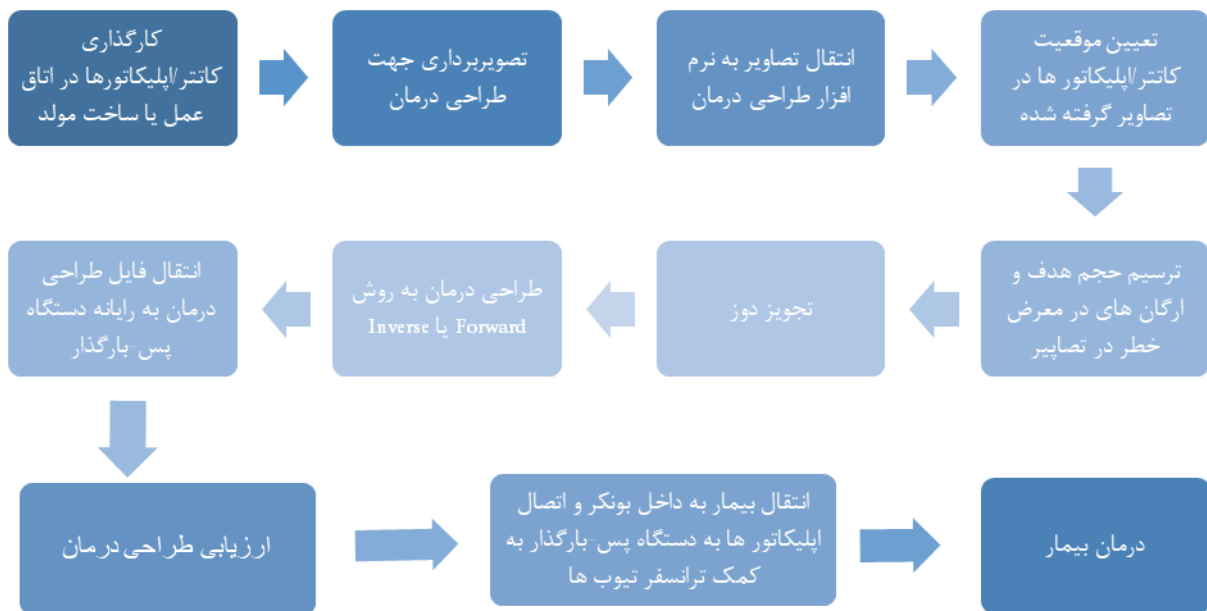 کارگذاری
کاتتر/اپلیکاتورها در اتاق
عمل یا ساخت مولد
تصویربرداری جهت
طراحی درمان
انتقال تصاویر به نرم
افزار طراحی درمان
تعیین موقعیت
کاتتر/اپلیکاتور ها در
تصاویر گرفته شده
ترسیم حجم هدف و
ارگان های در معرض
خطر در تصاپیر
تجویز دوز
طراحی درمان به روش
Forward یا Inverse
انتقال فایل طراحی
درمان به رایانه دستگاه
پس-بارگذار
ارزیابی طراحی درمان
انتقال بیمار به داخل بونکر و اتصال
اپلیکاتور ها به دستگاه پس-بارگذار به
کمک ترانسفر تیوب ها
درمان بیمار